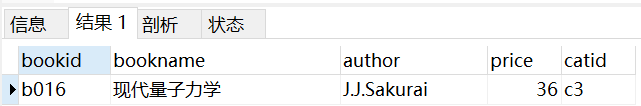 信息 结果 1 剖析 状态
bookid bookname author price catid
b016 现代量子力学 J.J.Sakurai 36 c3